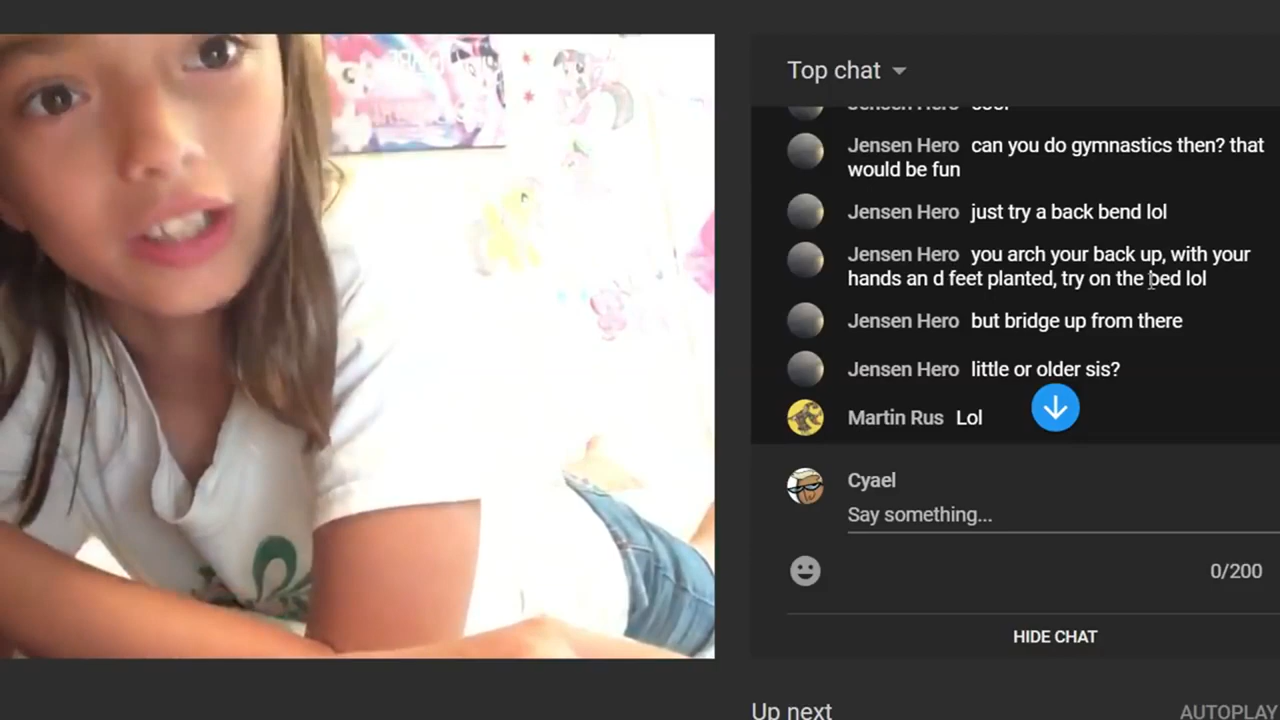 Top chat
Jensen Hero cool
Jensen Hero can you do gymnastics then? that
would be fun
Jensen Hero just try a back bend lol
Jensen Hero you arch your back up, with your
hands an d feet planted, try on the bed lol
Jensen Hero but bridge up from there
Jensen Hero little or older sis?
Martin Rus Lol
Cyael
Say something...
0/200
HIDE CHAT
Up next
AUTOPLAY